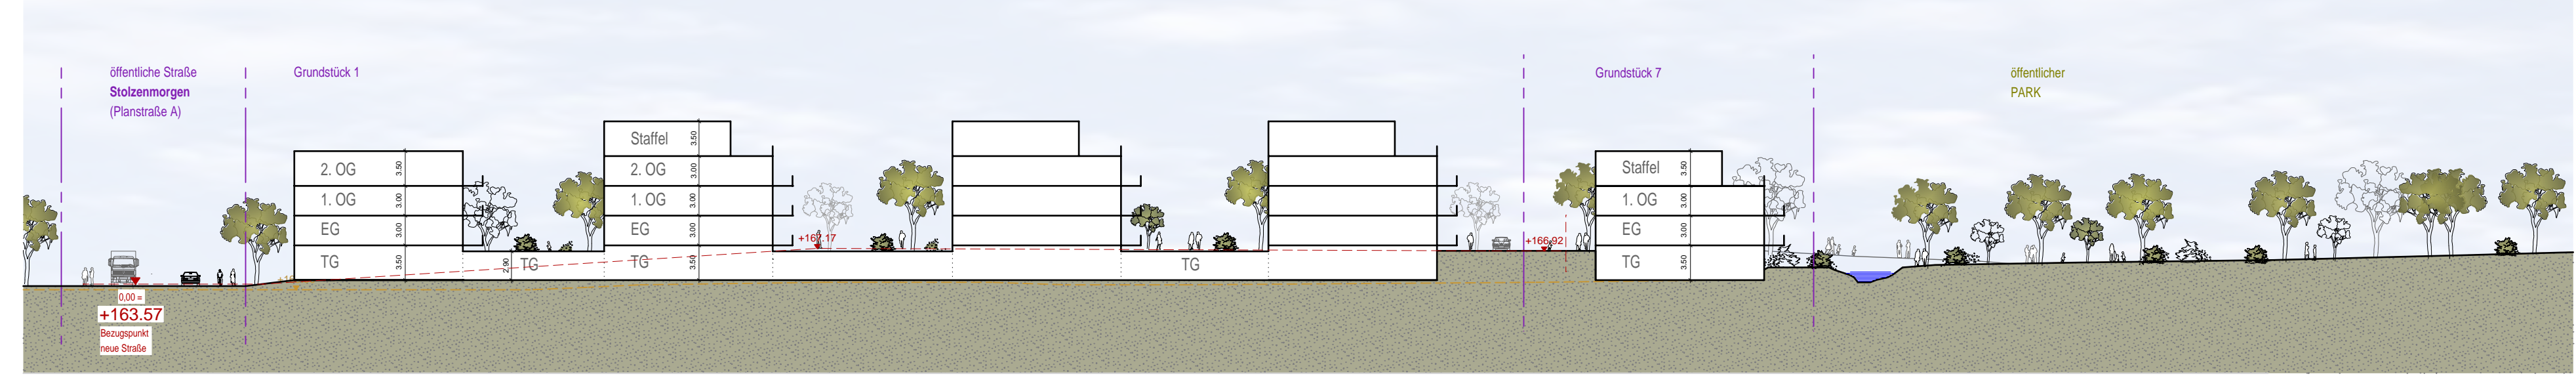 öffentliche Straße
Stolzenmorgen
(Planstraße A)
Grundstück 1
Grundstück 7
öffentlicher
PARK
2. OG
3.50
1. OG
3.00
EG
3.00
TG
3.50
2.90
TG
Staffel
3.50
2. OG
3.00
1. OG
3.00
EG
3.00
TG
3.50
+167.17
TG
+166.92
Staffel
3.50
1. OG
3.00
EG
3.00
TG
3.50
0,00 =
+163.57
Bezugspunkt
neue Straße